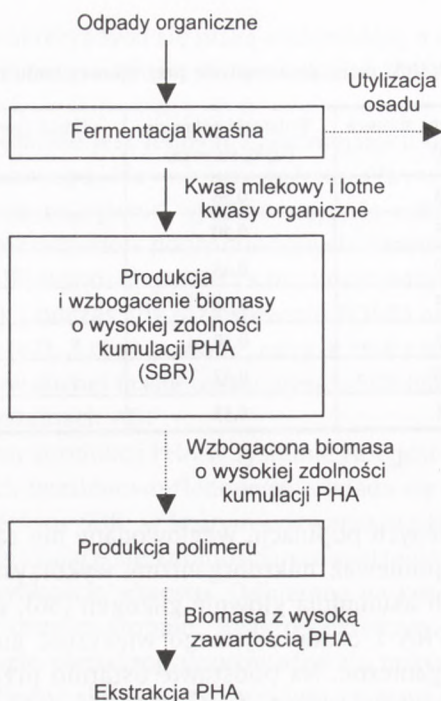 Odpady organiczne
Utylizacja
osadu
Fermentacja kwaśna
Kwas mlekowy i lotne
kwasy organiczne
Produkcja
i wzbogacenie biomasy
o wysokiej zdolności
kumulacji PHA
(SBR)
Wzbogacona biomasa
o wysokiej zdolności
kumulacji PHA
Produkcja polimeru
Biomasa z wysoką
zawartością PHA
Ekstrakcja PHA